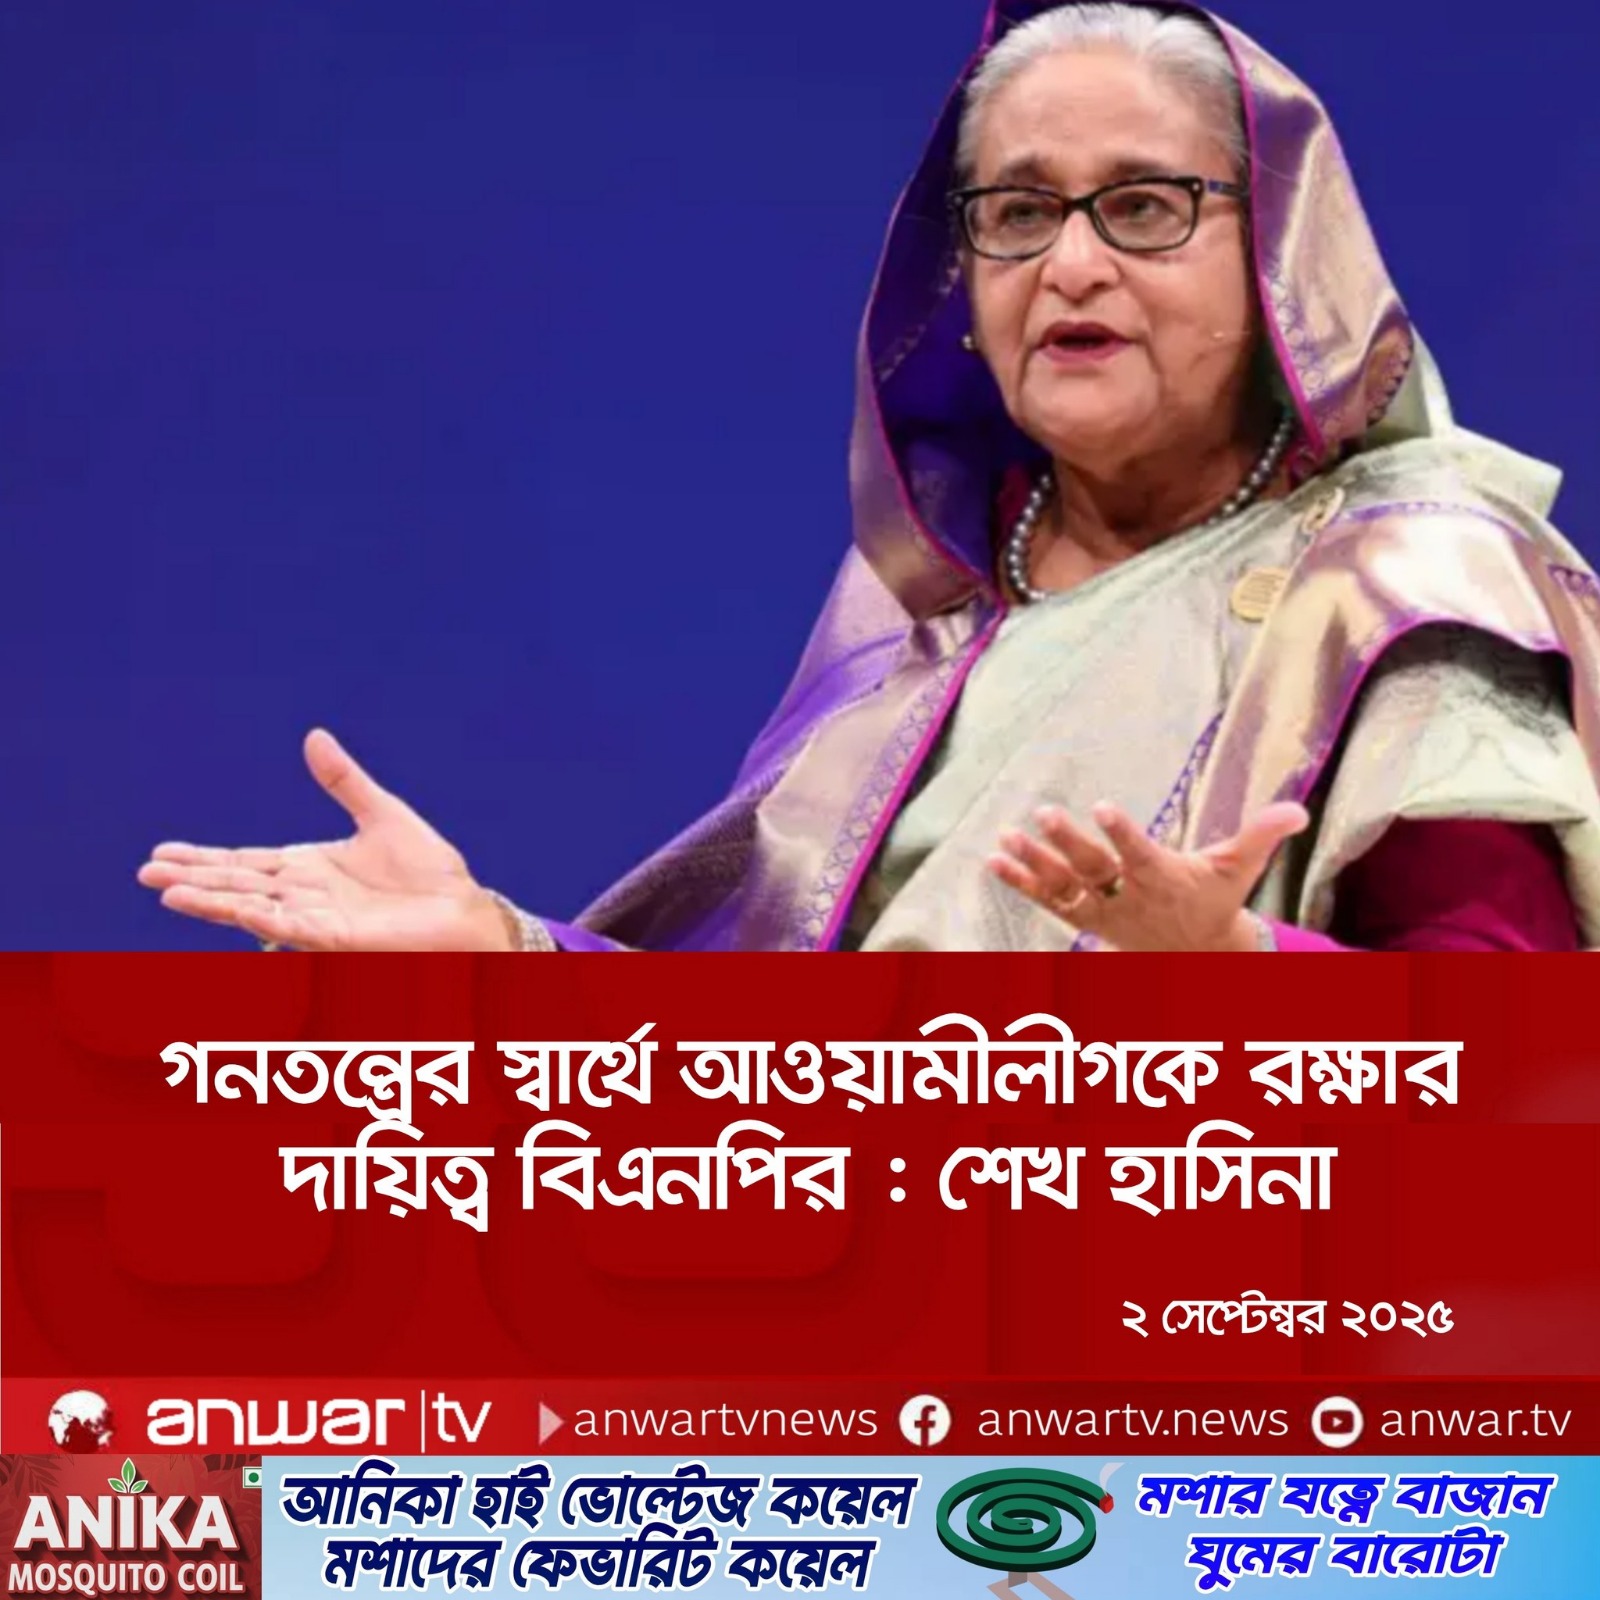 গনতন্ত্রের স্বার্থে আওয়ামীলীগকে রক্ষার
দায়িত্ব বিএনপির : শেখ হাসিনা
২ সেপ্টেম্বর ২০২৫
anwar|tv anwartvnews anwartv.news anwar.tv
ANIKA
MOSQUITO COIL
আনিকা হাই ভোল্টেজ কয়েল
মশাদের ফেভারিট কয়েল
মশার যত্নে বাজান
ঘুমের বারোটা